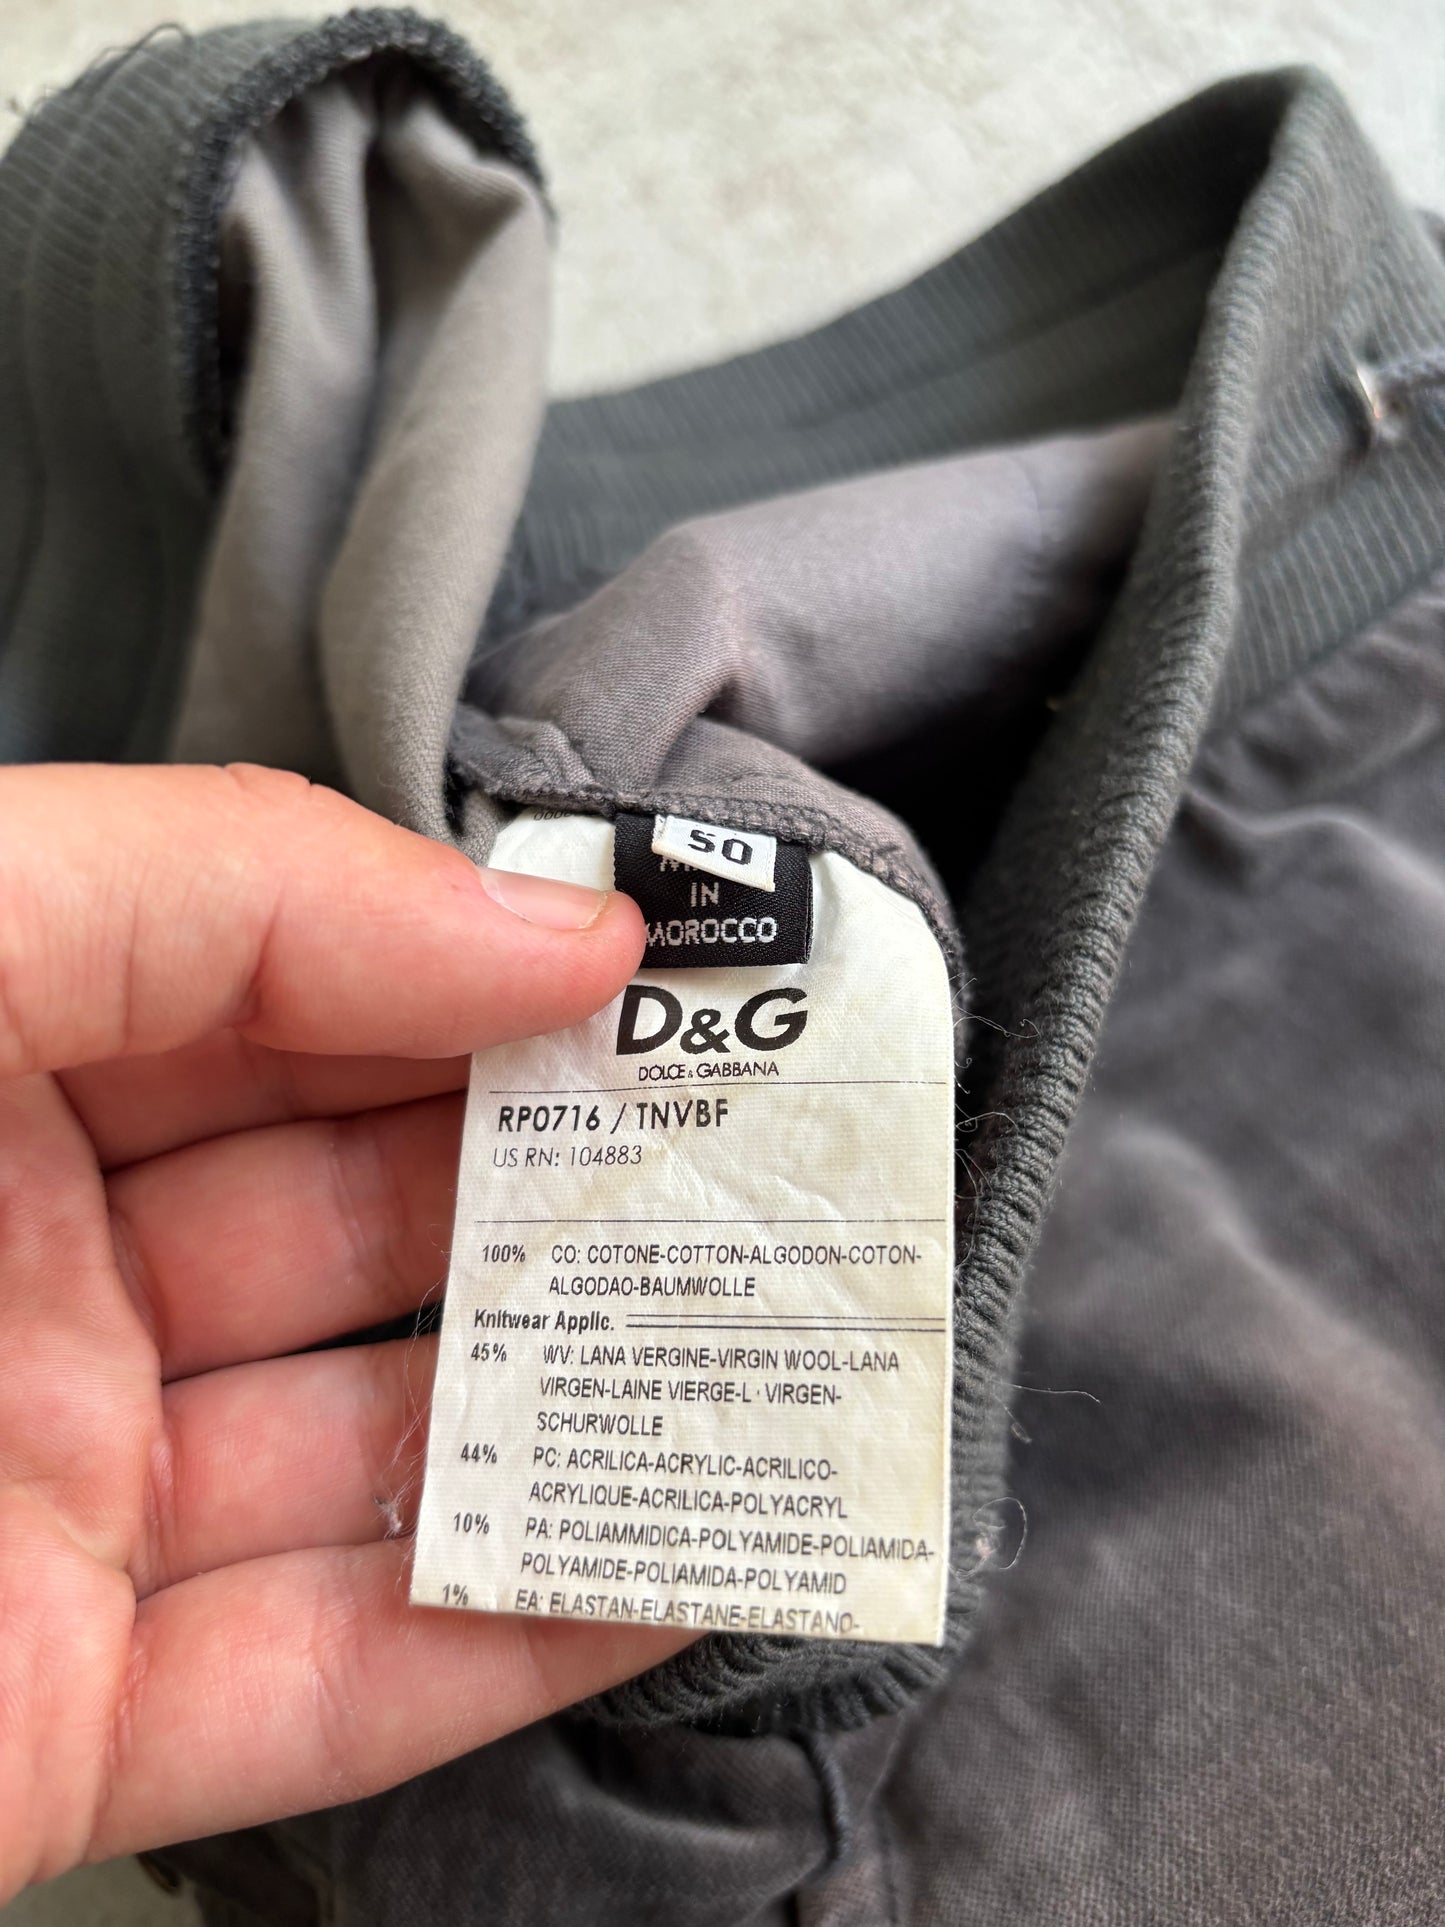 50
IN
MOROCCO
D&G
DOLCE & GABBANA
RP0716 / TNVBF
US RN: 104883
100% CO: COTONE-COTTON-ALGODON-COTON-
ALGODAO-BAUMWOLLE
Knitwear Applic.
45% WV: LANA VERGINE-VIRGIN WOOL-LANA
VIRGEN-LAINE VIERGE-L · VIRGEN-
SCHURWOLLE
44% PC: ACRILICA-ACRYLIC-ACRILICO-
ACRYLIQUE-ACRILICA-POLYACRYL
10% PA: POLIAMMIDICA-POLYAMIDE-POLIAMIDA-
POLYAMIDE-POLIAMIDA-POLYAMID
1% EA: ELASTAN-ELASTANE-ELASTANO-